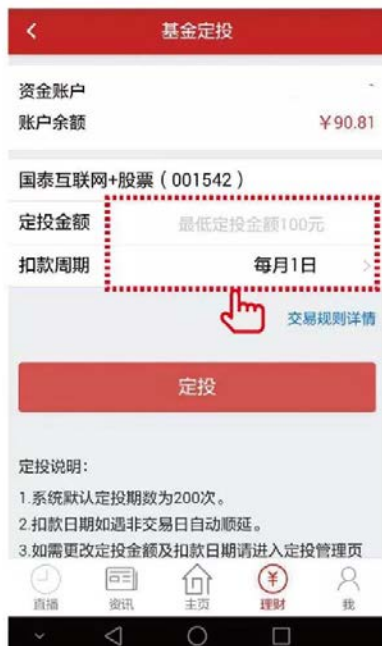 基金定投
资金账户
账户余额 ￥90.81
国泰互联网+股票（001542）
定投金额 最低定投金额100元
扣款周期 每月1日
交易规则详情
定投
定投说明：
1.系统默认定投期数为200次。
2.扣款日期如遇非交易日自动顺延。
3.如需更改定投金额及扣款日期请进入定投管理页
直播 资讯 主页 理财 我